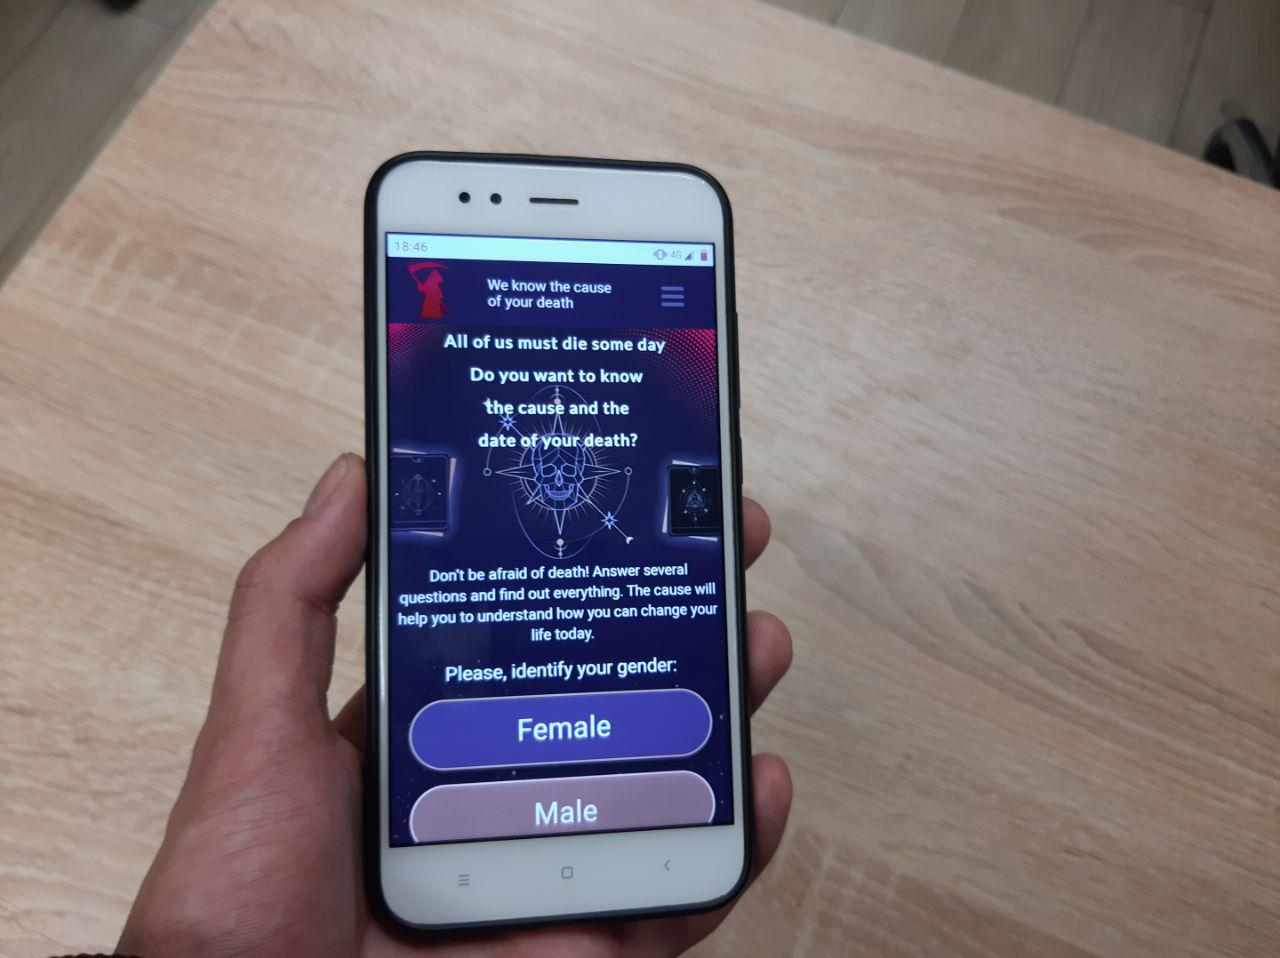 18:46
4G
We know the cause
of your death
All of us must die some day
Do you want to know
the cause and the
date of your death?
Don't be afraid of death! Answer several
questions and find out everything. The cause will
help you to understand how you can change your
life today.
Please, identify your gender:
Female
Male